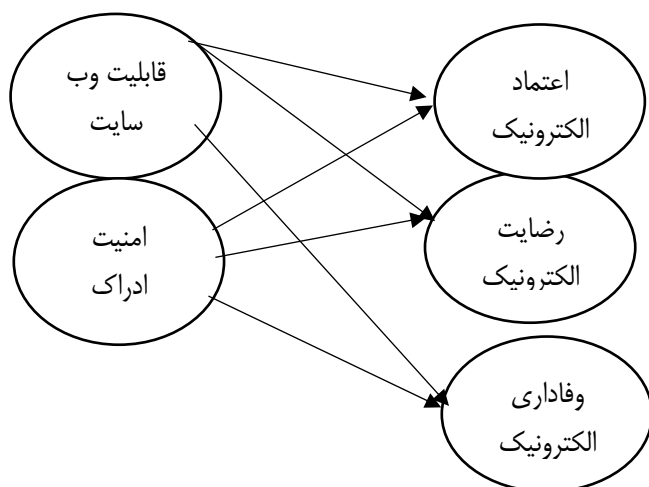 قابلیت وب
سایت
امنیت
ادراک
اعتماد
الکترونیک
رضایت
الکترونیک
وفاداری
الکترونیک